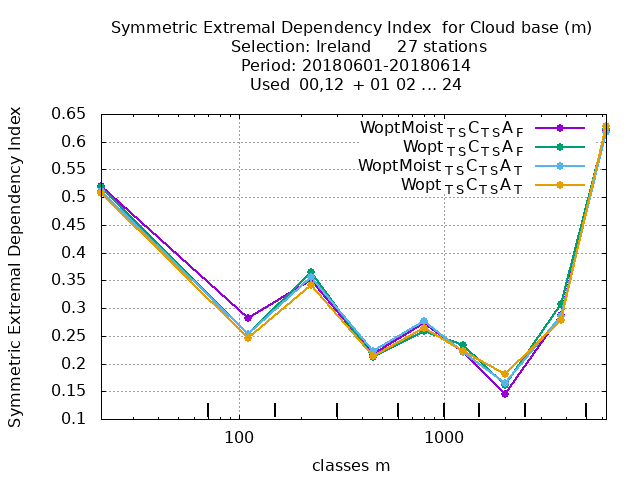 Symmetric Extremal Dependency Index for Cloud base (m)
Selection: Ireland 27 stations
Period: 20180601-20180614
Used 00,12 + 01 02 ... 24
Symmetric Extremal Dependency Index
0.65
0.6
0.55
0.5
0.45
0.4
0.35
0.3
0.25
0.2
0.15
0.1
WoptMoist TS C TS A F
Wopt TS C TS A F
WoptMoist TS C TS A T
Wopt TS C TS A T
100
1000
classes m